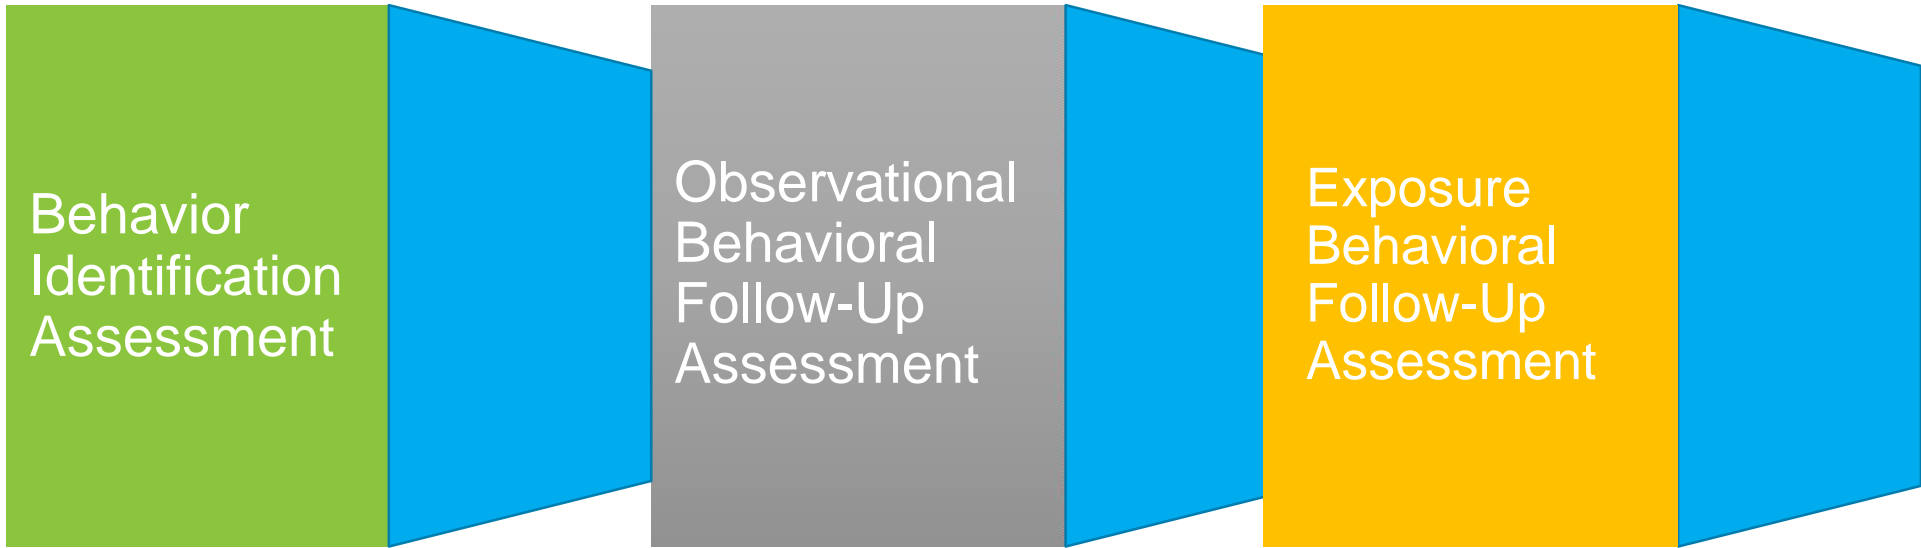 Behavior
Identification
Assessment
Observational
Behavioral
Follow-Up
Assessment
Exposure
Behavioral
Follow-Up
Assessment